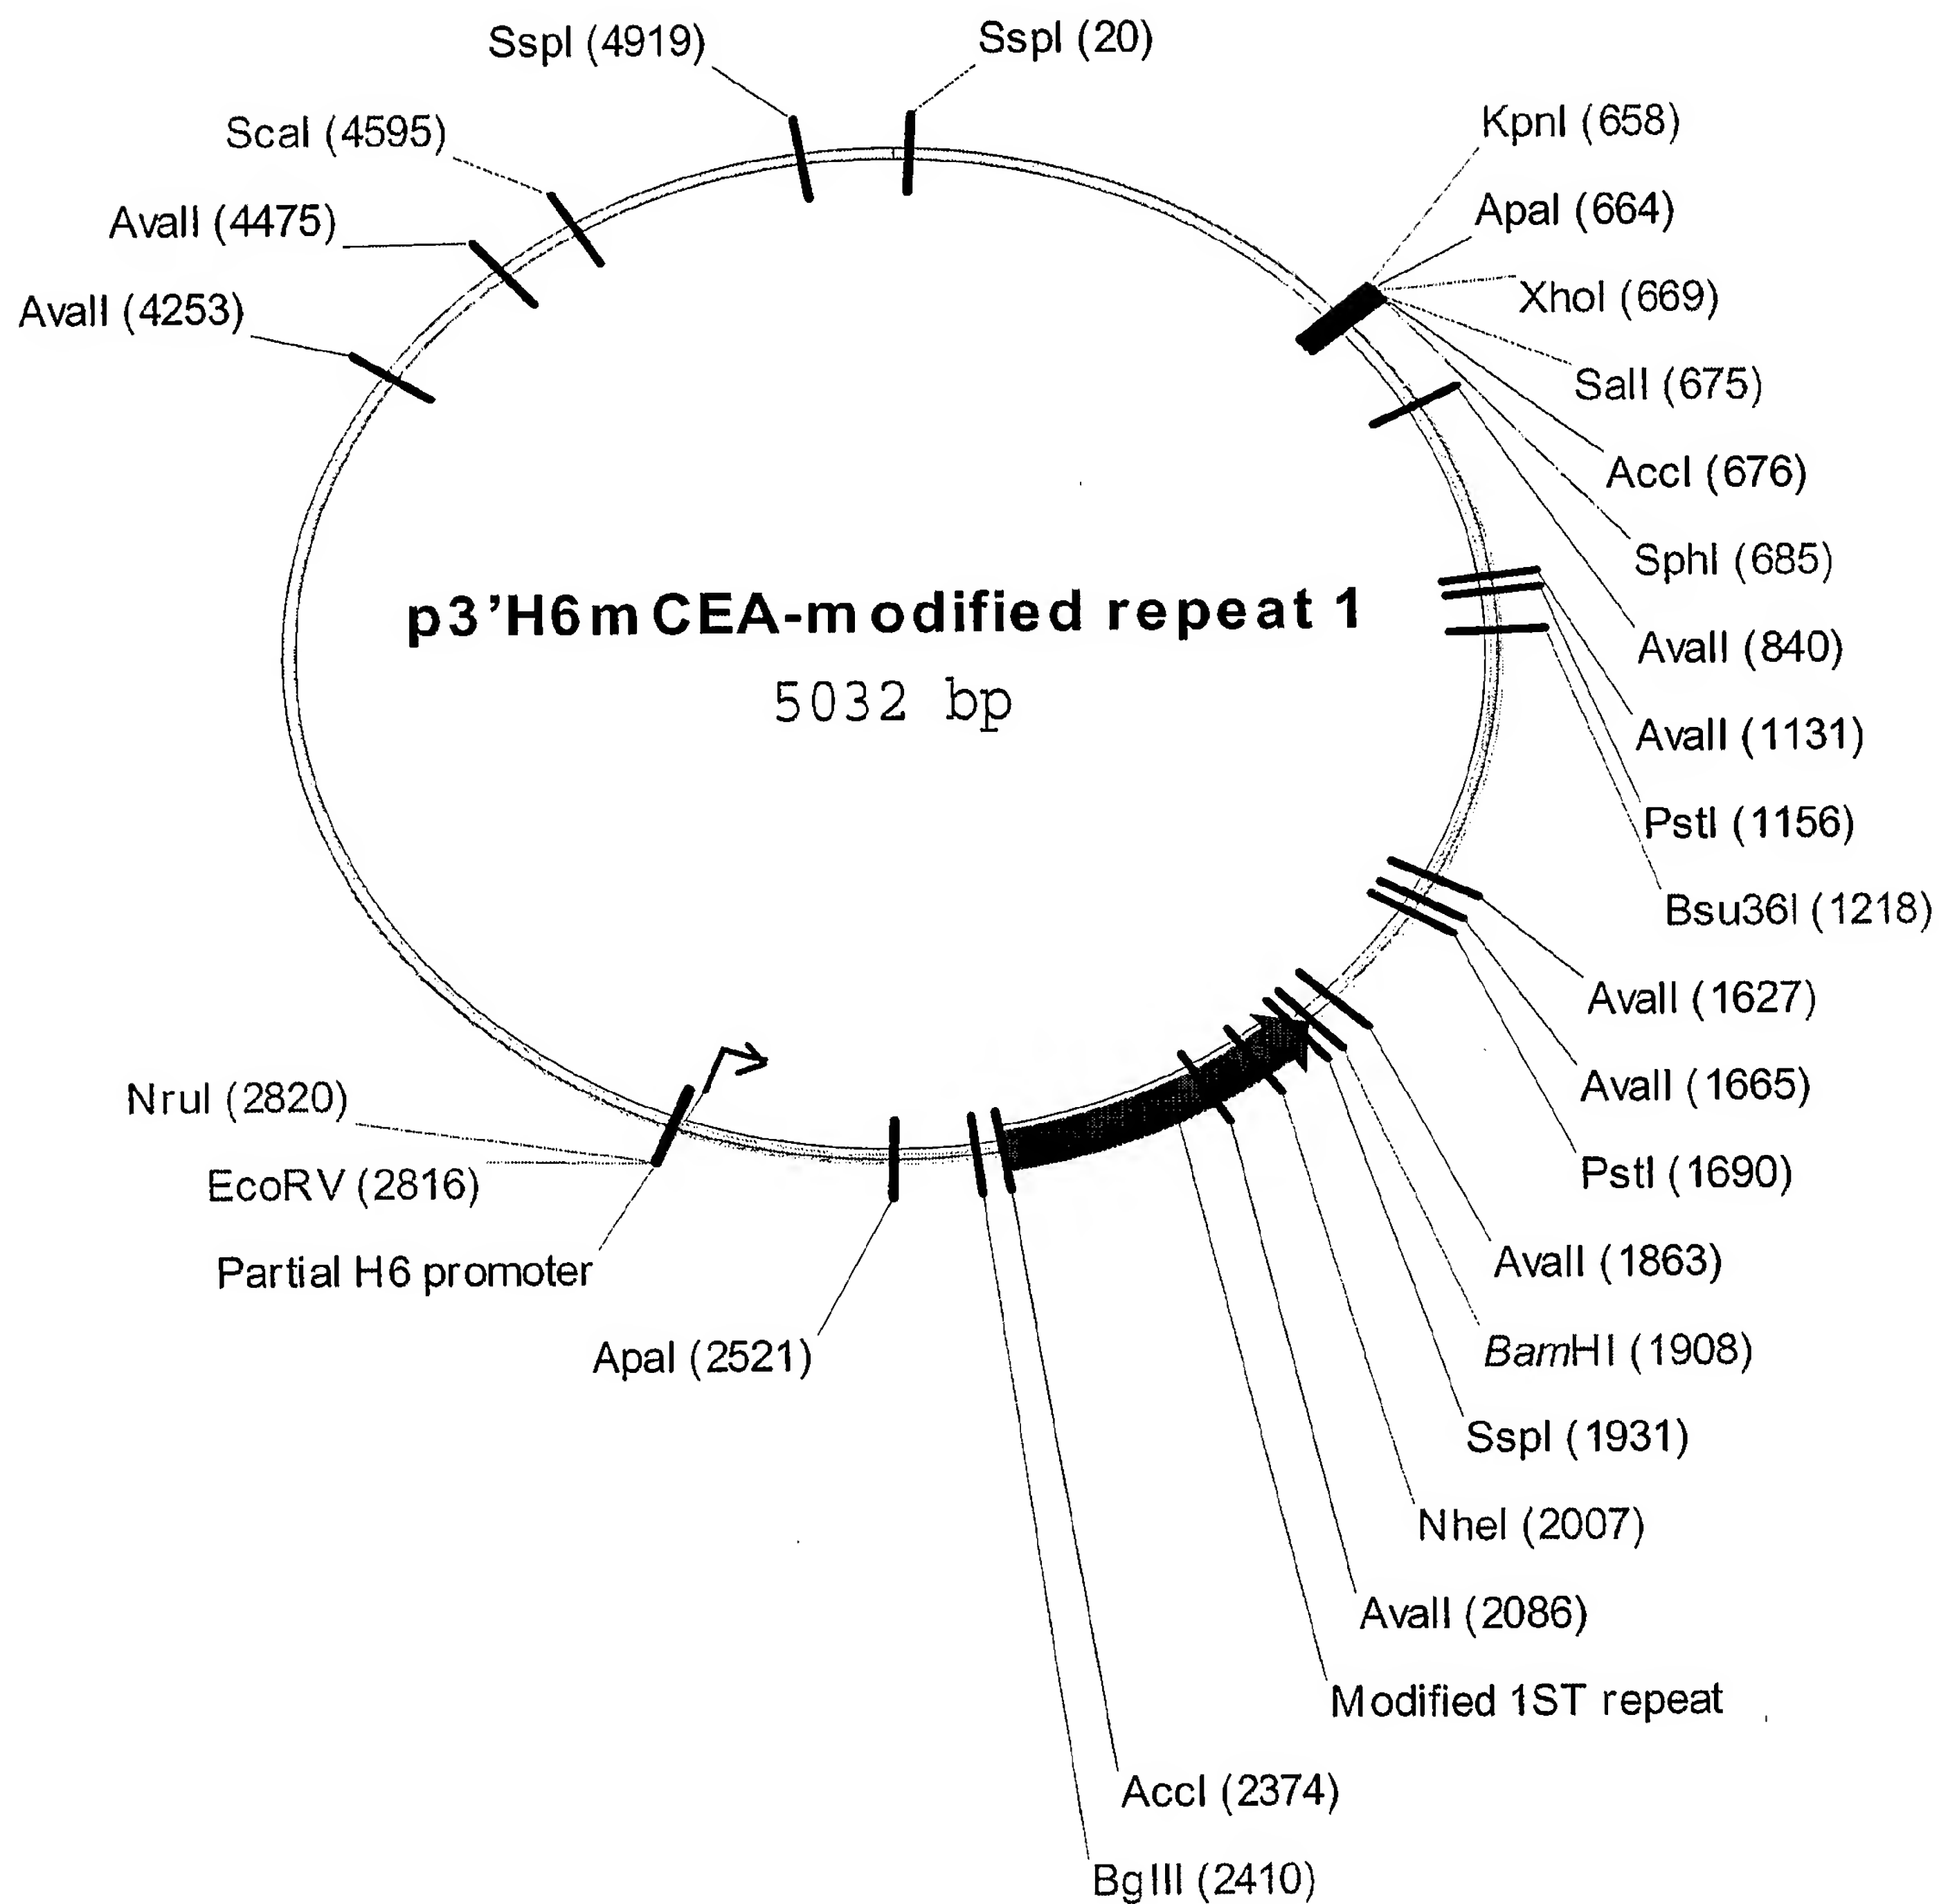 SspI (4919)
SspI (20)
ScaI (4595)
AvaII (4475)
AvaII (4253)
KpnI (658)
ApaI (664)
XhoI (669)
SalI (675)
AccI (676)
SphI (685)
AvaII (840)
AvaII (1131)
PstI (1156)
Bsu36I (1218)
p3’H6mCEA-modified repeat 1
5032 bp
AvaII (1627)
AvaII (1665)
PstI (1690)
AvaII (1863)
BamHI (1908)
SspI (1931)
NheI (2007)
AvaII (2086)
Modified 1ST repeat
AccI (2374)
BglII (2410)
ApaI (2521)
Partial H6 promoter
EcoRV (2816)
NruI (2820)